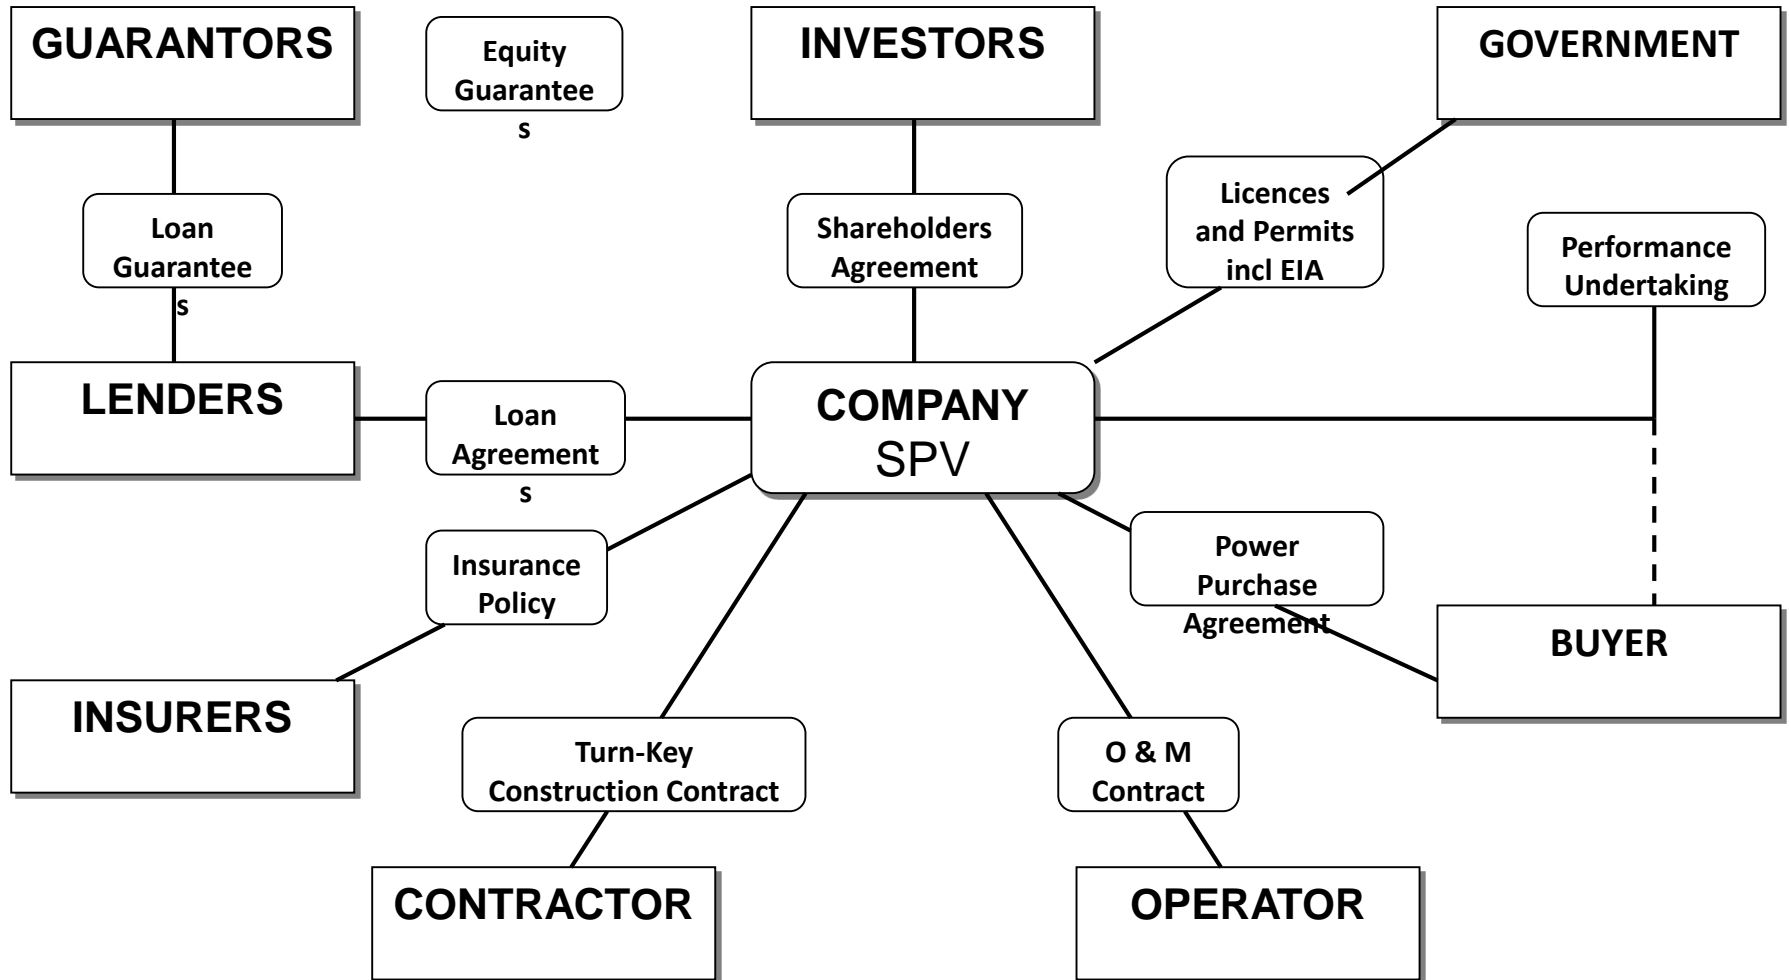 GUARANTORS
Equity
Guarantee
s
INVESTORS
GOVERNMENT
Loan
Guarantee
s
Shareholders
Agreement
Licences
and Permits
incl EIA
Performance
Undertaking
LENDERS
Loan
Agreement
s
COMPANY
SPV
Insurance
Policy
Power
Purchase
Agreement
BUYER
INSURERS
Turn-Key
Construction Contract
O & M
Contract
CONTRACTOR
OPERATOR